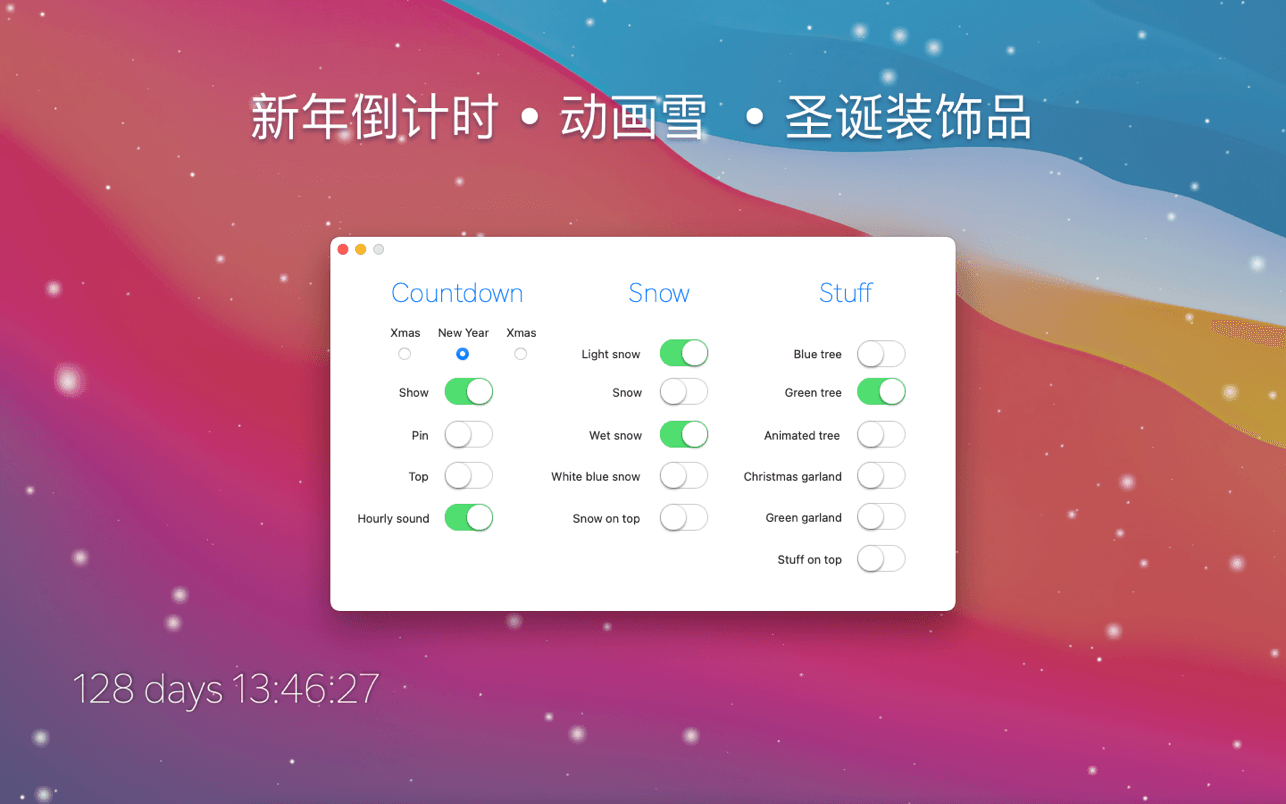 新年倒计时 • 动画雪 • 圣诞装饰品
Countdown
Xmas New Year Xmas
Show
Pin
Top
Hourly sound
Snow
Light snow
Snow
Wet snow
White blue snow
Snow on top
Stuff
Blue tree
Green tree
Animated tree
Christmas garland
Green garland
Stuff on top
128 days 13:46:27